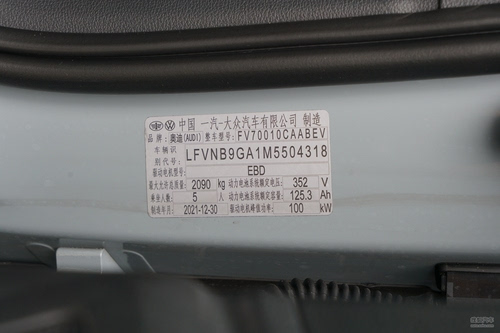 中国 一汽-大众汽车有限公司 制造
品牌: 奥迪(AUDI) 整车型号: FV70010CAABEV
车辆识别代号: LFVNB9GA1M5504318
驱动电机型号: EBD
最大允许总质量: 2090 kg 动力电池系统额定电压: 352 V
乘坐人数: 5 人 动力电池系统额定容量: 125.3 Ah
制造年月: 2021-12-30 驱动电机峰值功率: 100 kW